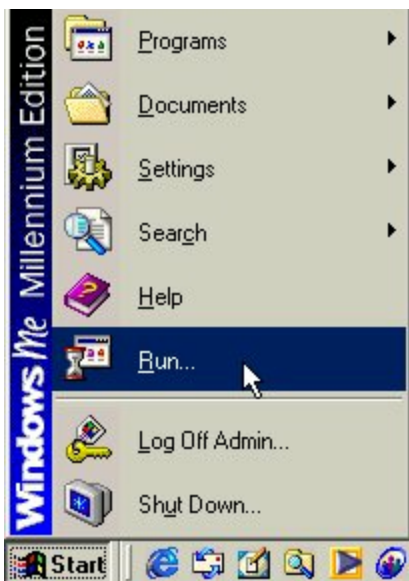 Windows Me Millennium Edition
Programs
Documents
Settings
Search
Help
Run...
Log Off Admin...
Shut Down...
Start